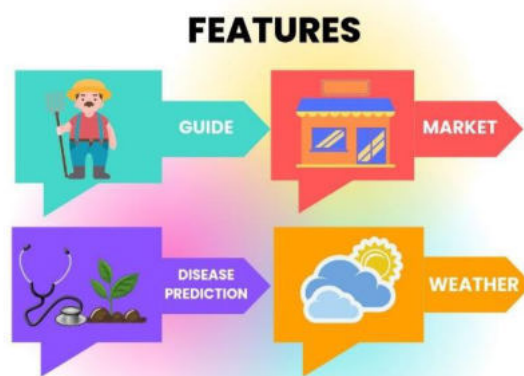 FEATURES
GUIDE
MARKET
DISEASE
PREDICTION
WEATHER